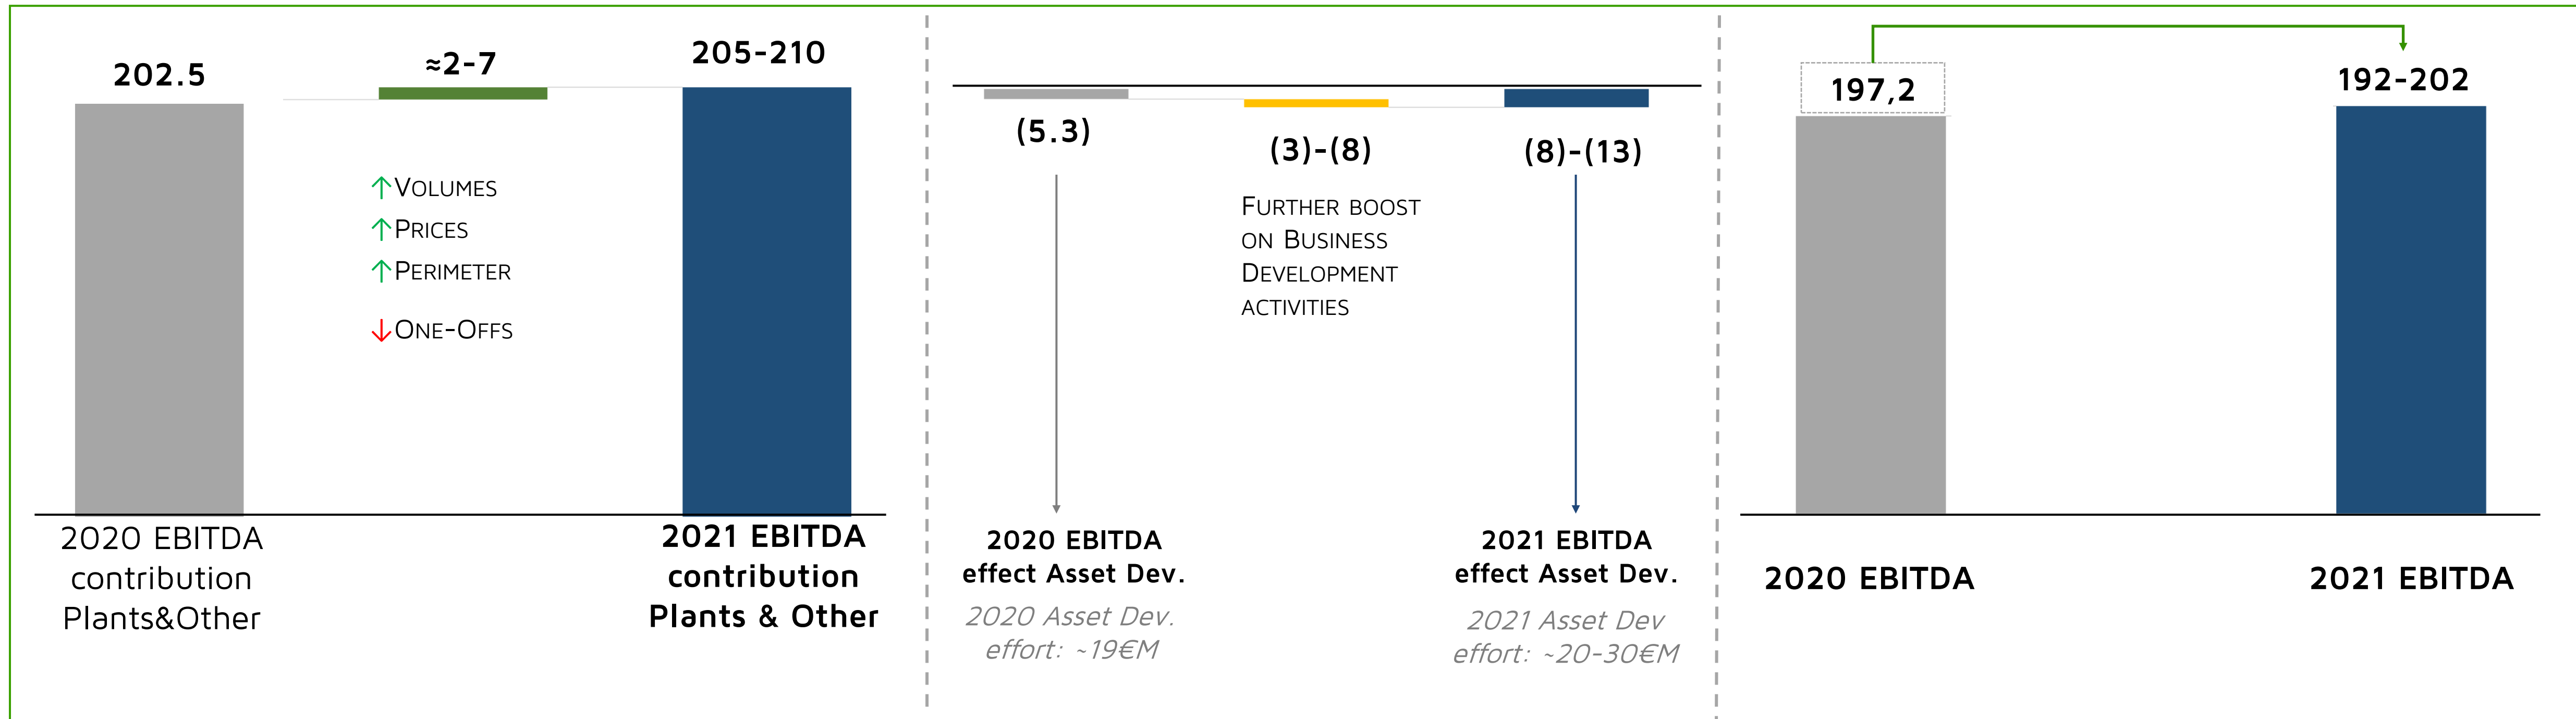 202.5
≈2-7
205-210
↑VOLUMES
↑PRICES
↑PERIMETER
↓ONE-OFFS
2020 EBITDA
contribution
Plants&Other
2021 EBITDA
contribution
Plants & Other
(5.3)
(3)-(8)
(8)-(13)
FURTHER BOOST
ON BUSINESS
DEVELOPMENT
ACTIVITIES
2020 EBITDA
effect Asset Dev.
2020 Asset Dev.
effort: ~19€M
2021 EBITDA
effect Asset Dev.
2021 Asset Dev
effort: ~20-30€M
197,2
192-202
2020 EBITDA
2021 EBITDA